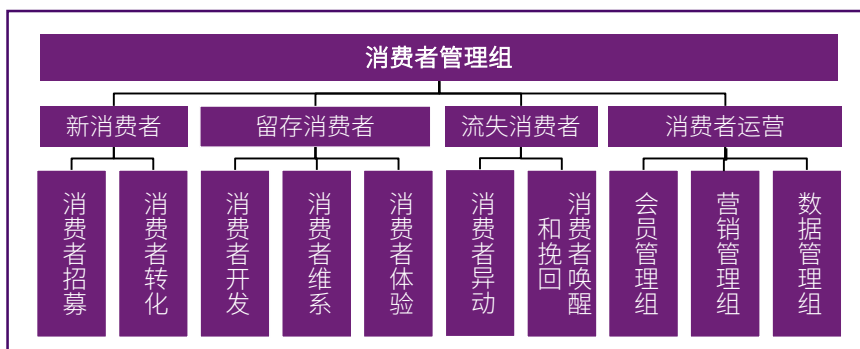 消费者管理组
新消费者
留存消费者
流失消费者
消费者运营
消费者招募
消费者转化
消费者开发
消费者维系
消费者体验
消费者异动
消费者唤醒
和挽回
会员管理组
营销管理组
数据管理组